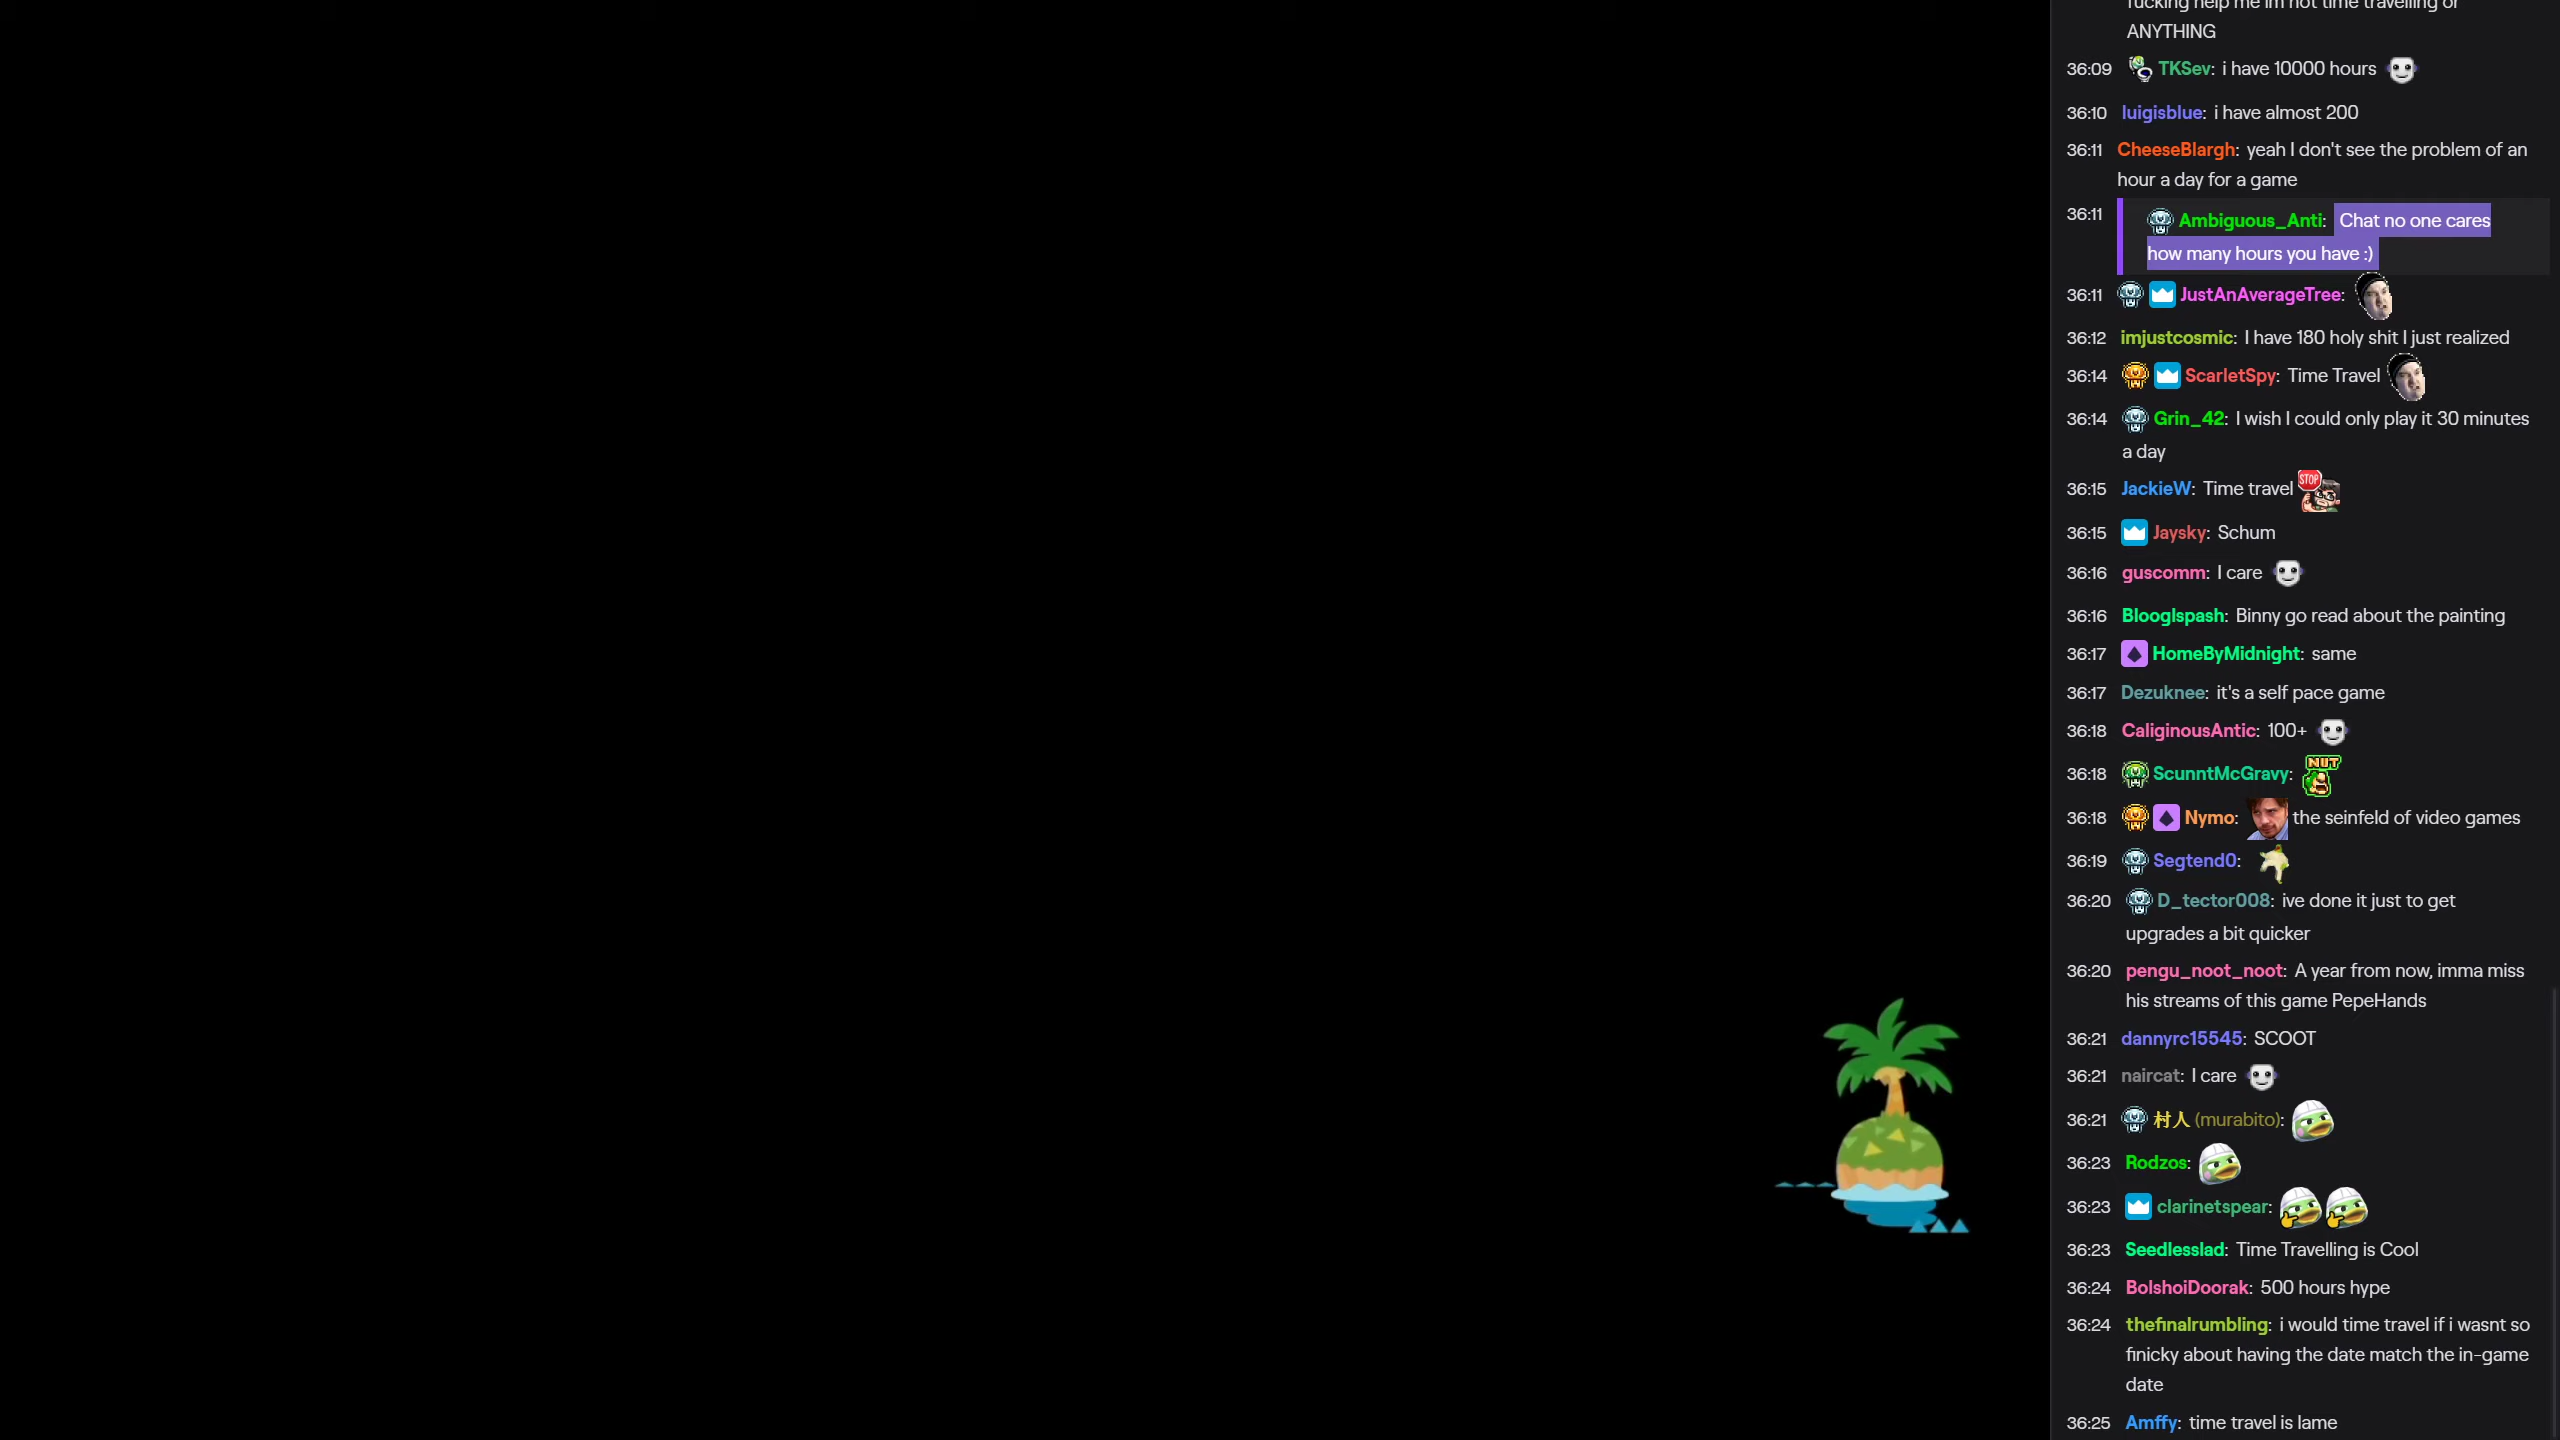 fucking help me im not time travelling or
ANYTHING
36:09 TKSev: i have 10000 hours
36:10 luigisblue: i have almost 200
36:11 CheeseBlargh: yeah I don't see the problem of an
hour a day for a game
36:11 Ambiguous_Anti: Chat no one cares
how many hours you have :)
36:11 JustAnAverageTree:
36:12 imjustcosmic: I have 180 holy shit I just realized
36:14 ScarletSpy: Time Travel
36:14 Grin_42: I wish I could only play it 30 minutes
a day
36:15 JackieW: Time travel STOP
36:15 Jaysky: Schum
36:16 guscomm: I care
36:16 Blooglspash: Binny go read about the painting
36:17 HomeByMidnight: same
36:17 Dezuknee: it's a self pace game
36:18 CaliginousAntic: 100+
36:18 ScunntMcGravy: NUT
36:18 Nymo: the seinfeld of video games
36:19 Segtend0:
36:20 D_tector008: ive done it just to get
upgrades a bit quicker
36:20 pengu_noot_noot: A year from now, imma miss
his streams of this game PepeHands
36:21 dannyrc15545: SCOOT
36:21 naircat: I care
36:21 村人 (murabito):
36:23 Rodzos:
36:23 clarinetspear:
36:23 Seedlesslad: Time Travelling is Cool
36:24 BolshoiDoorak: 500 hours hype
36:24 thefinalrumbling: i would time travel if i wasnt so
finicky about having the date match the in-game
date
36:25 Amffy: time travel is lame